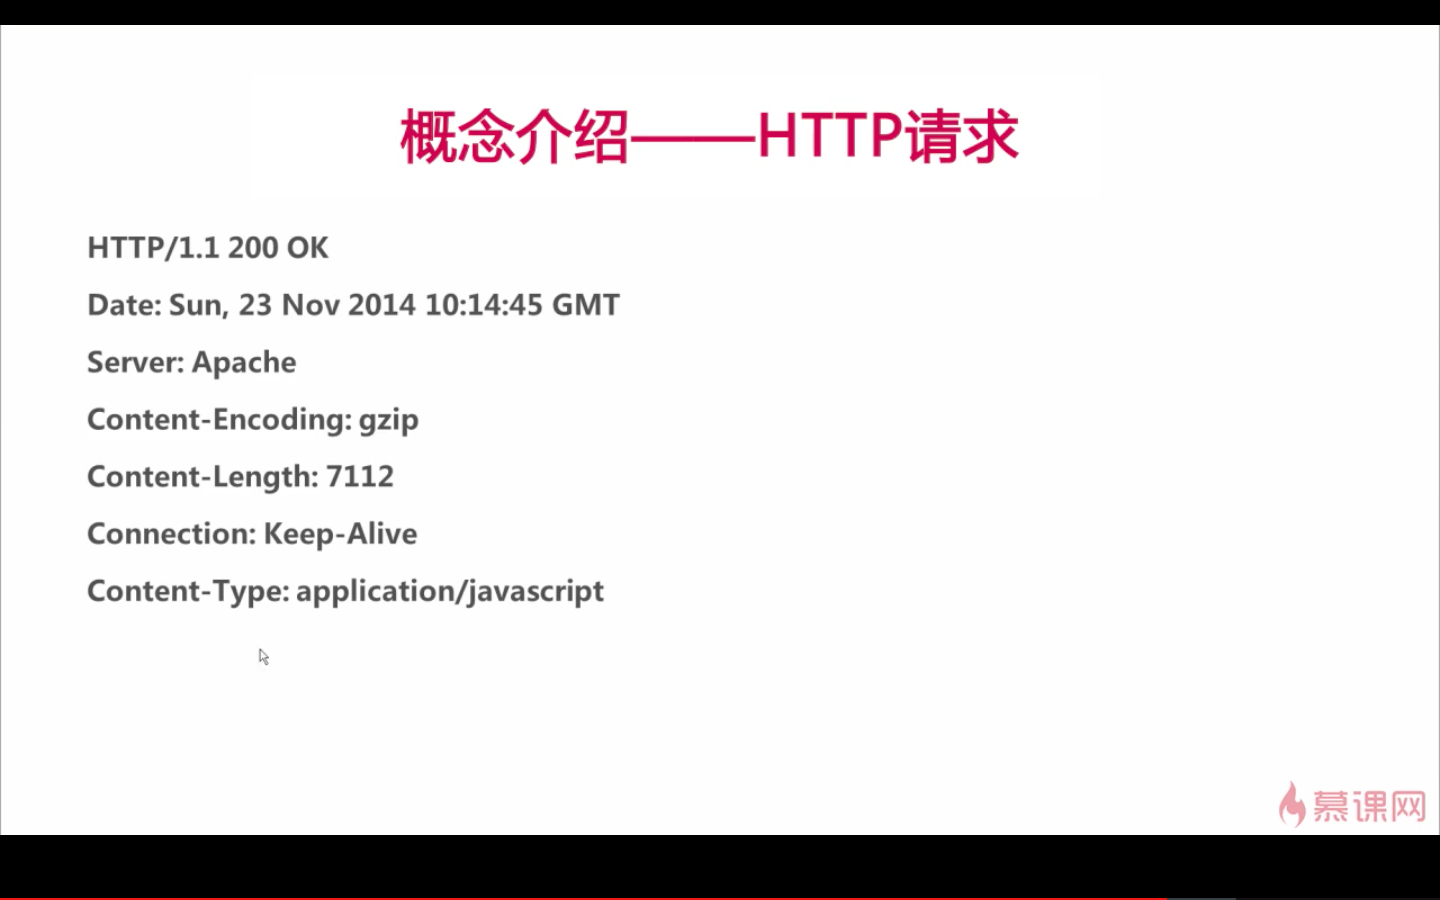 概念介绍——HTTP请求
HTTP/1.1 200 OK
Date: Sun, 23 Nov 2014 10:14:45 GMT
Server: Apache
Content-Encoding: gzip
Content-Length: 7112
Connection: Keep-Alive
Content-Type: application/javascript
慕课网